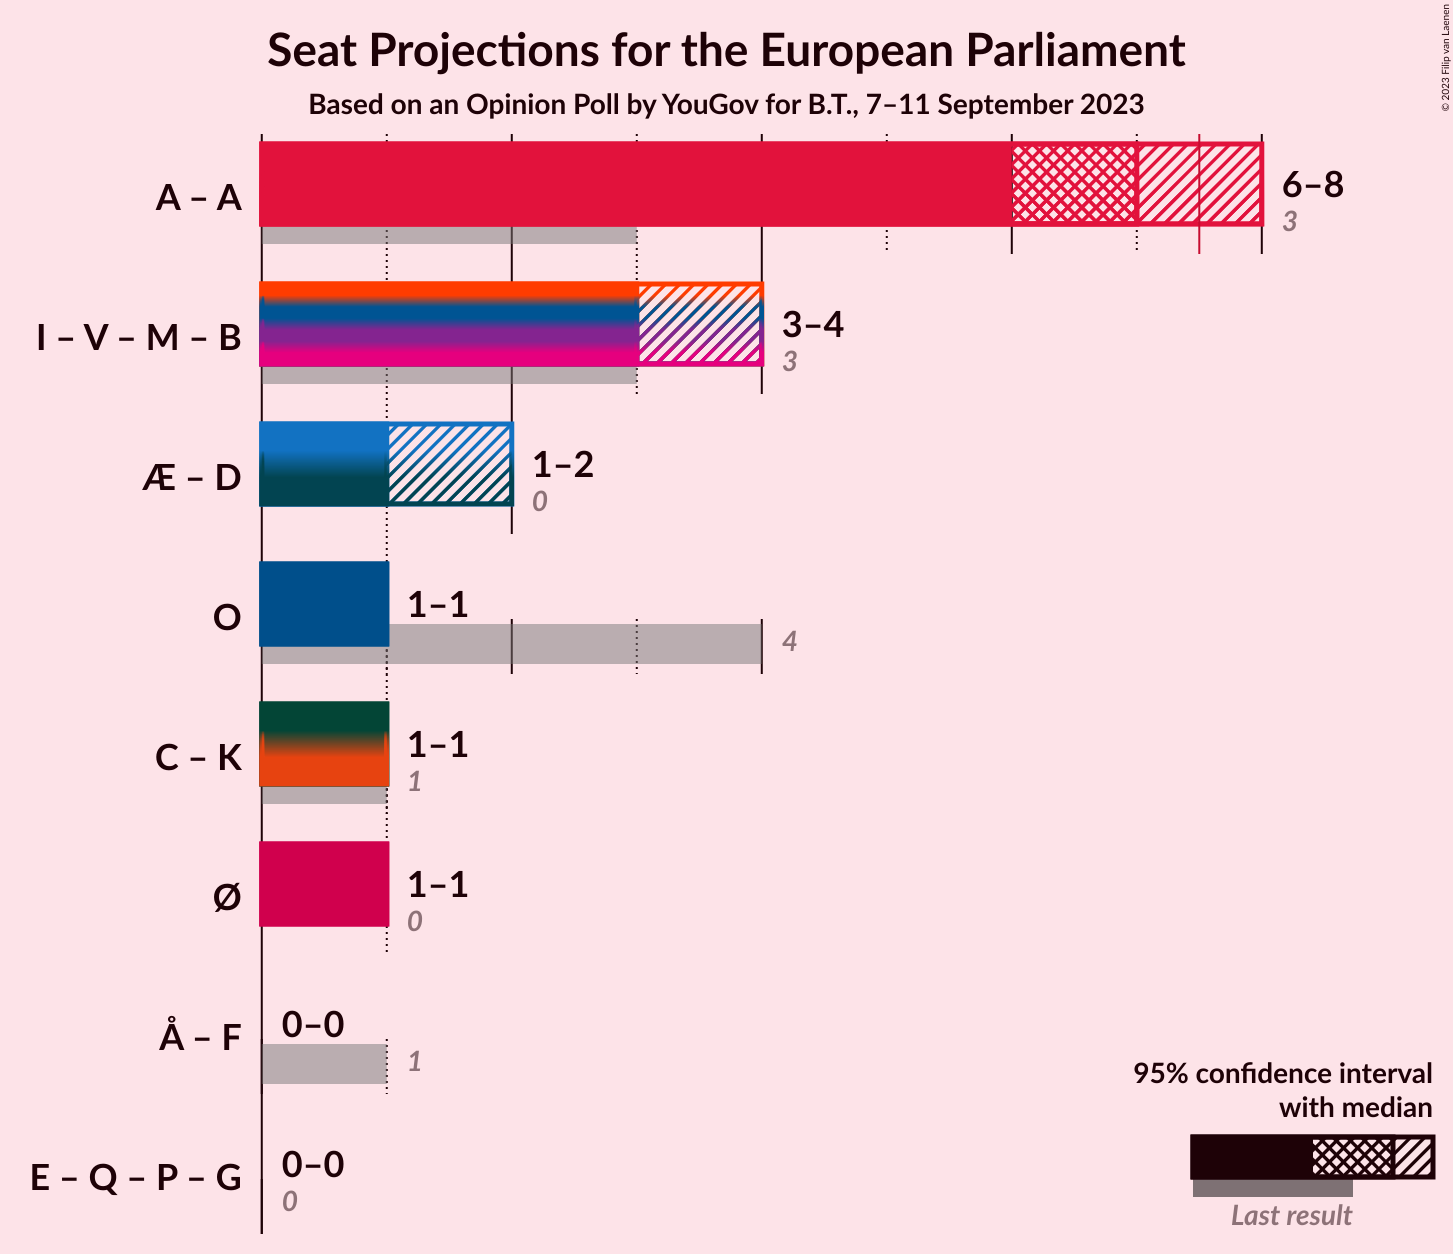 Seat Projections for the European Parliament
Based on an Opinion Poll by YouGov for B.T., 7–11 September 2023
© 2023 Filip van Laenen
A – A
6–8
3
I – V – M – B
3–4
3
Æ – D
1–2
0
O
1–1
4
C – K
1–1
1
Ø
1–1
0
Å – F
0–0
1
E – Q – P – G
0–0
0
95% confidence interval
with median
Last result